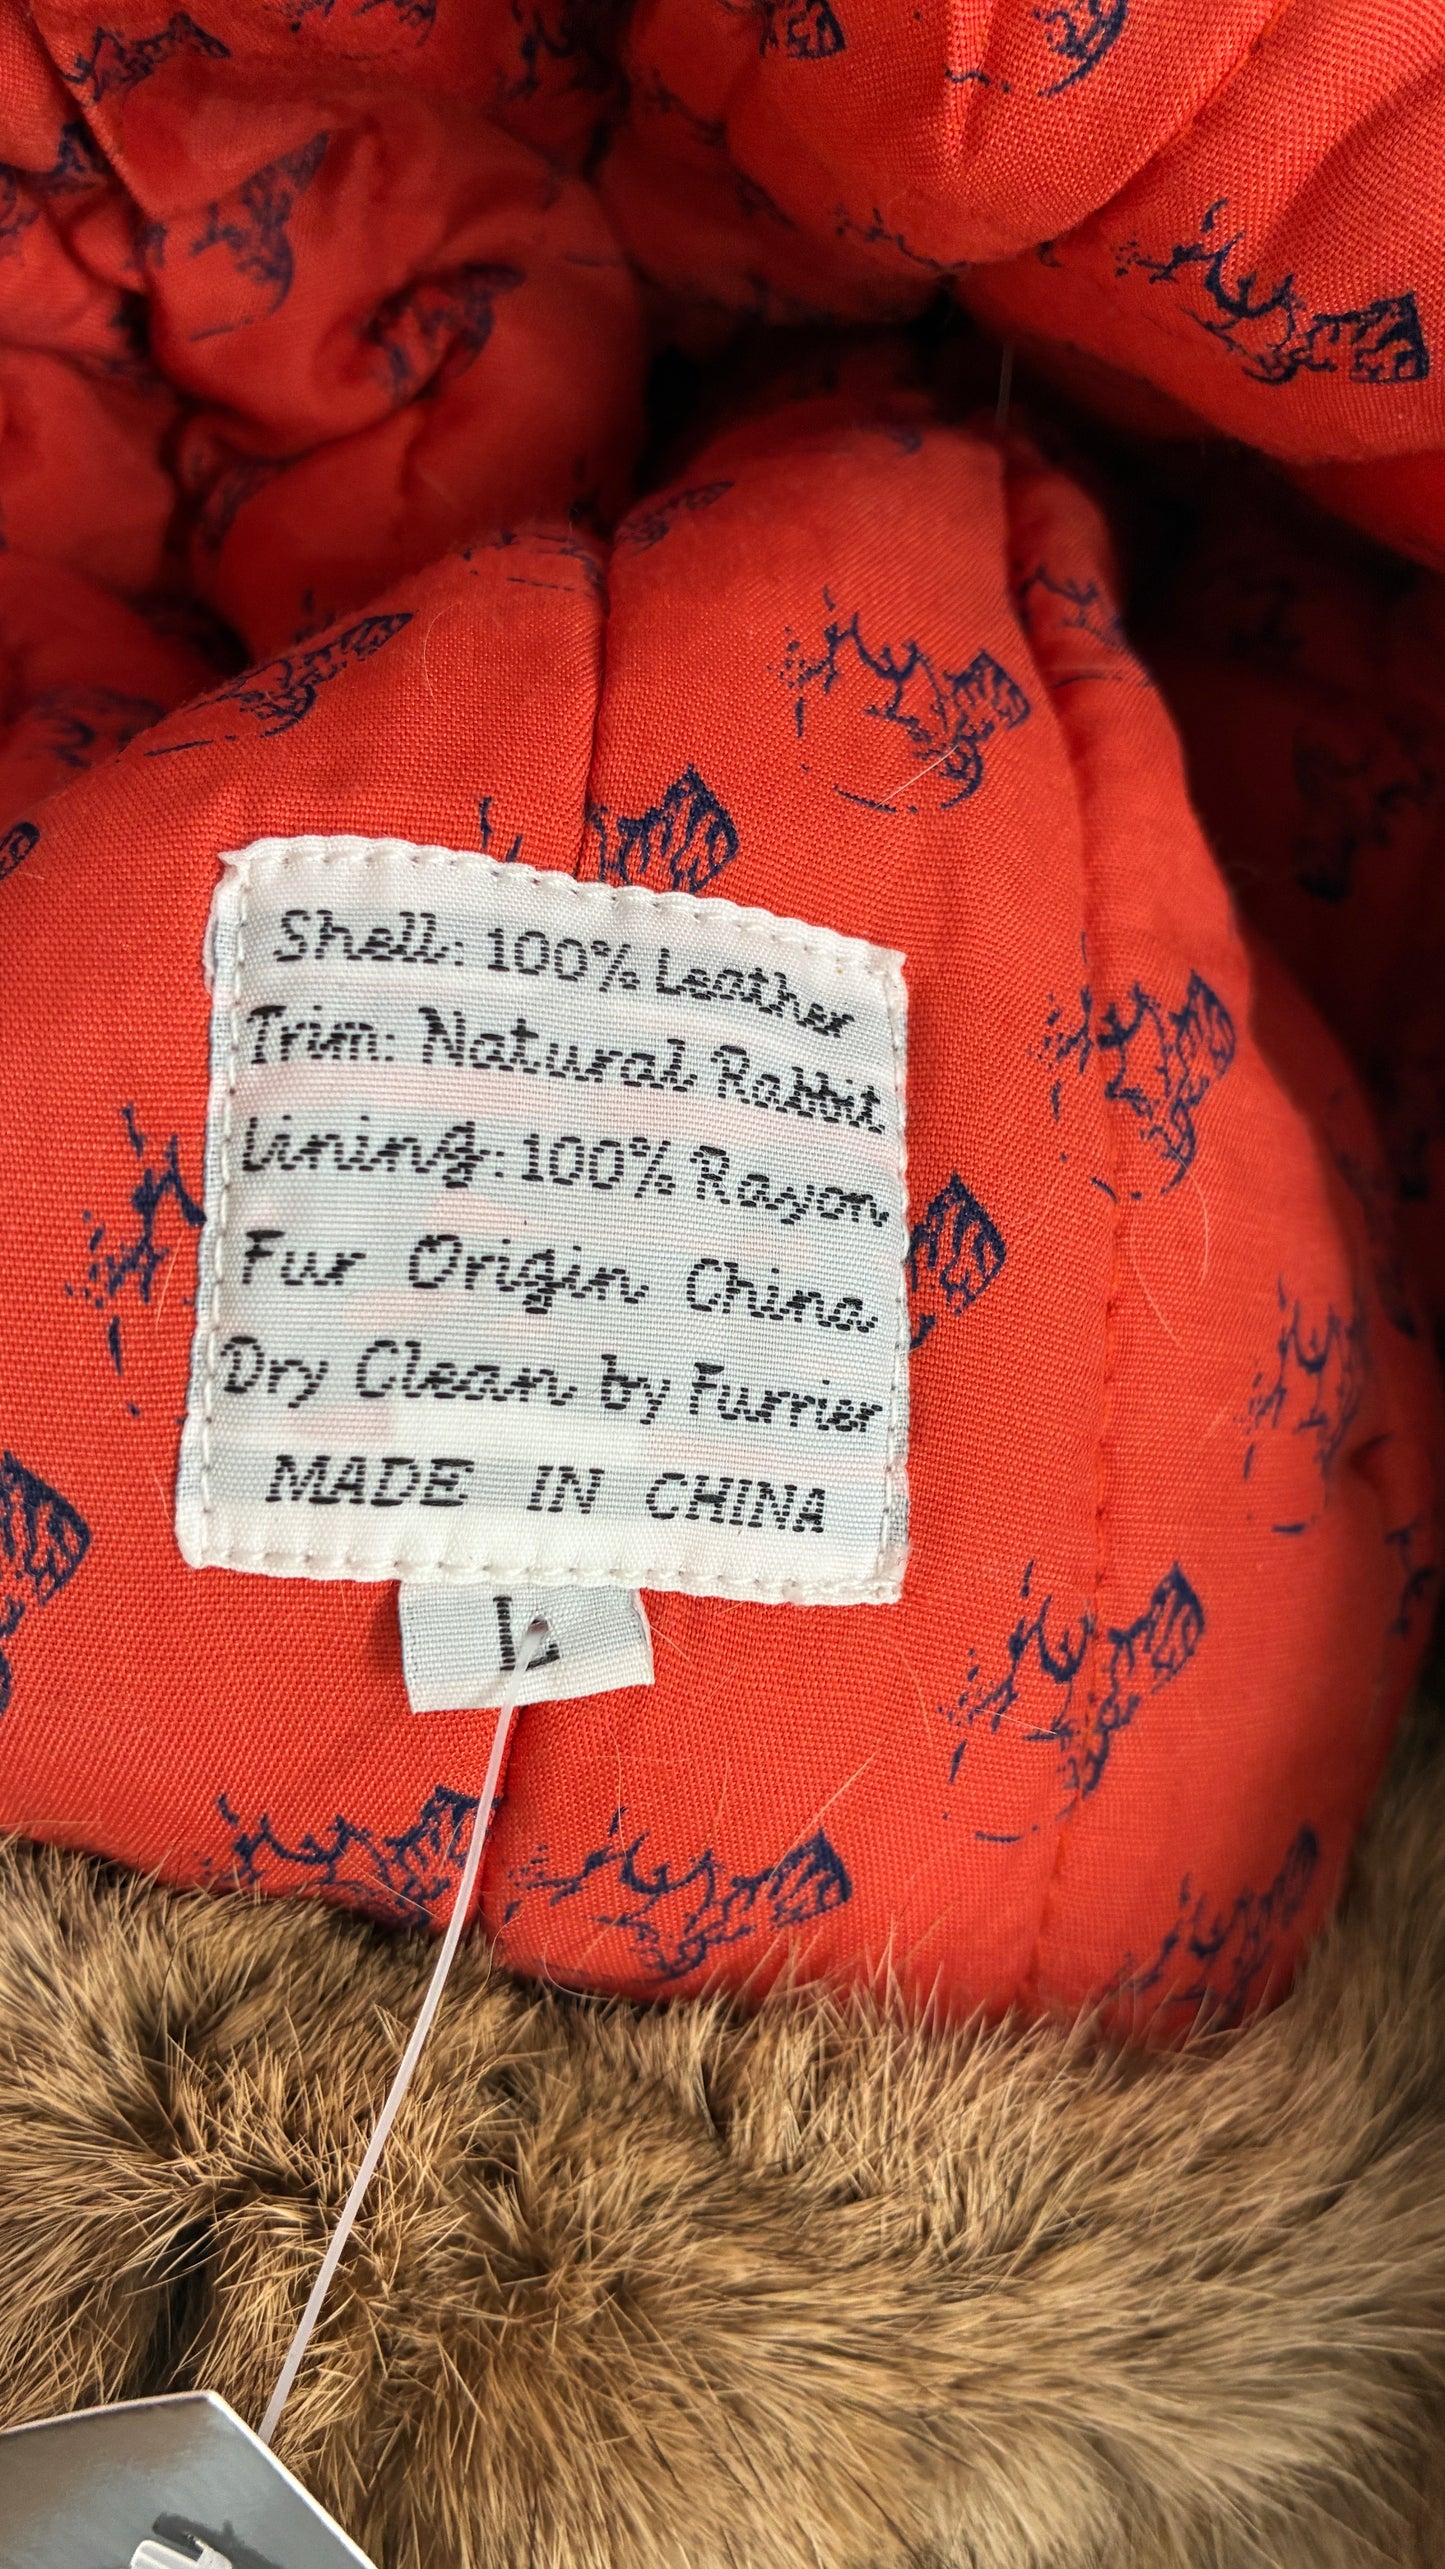 Shell: 100% Leather
Trim: Natural Rabbit
Lining: 100% Rayon
Fur Origin China
Dry Clean by Furrier
MADE IN CHINA
L